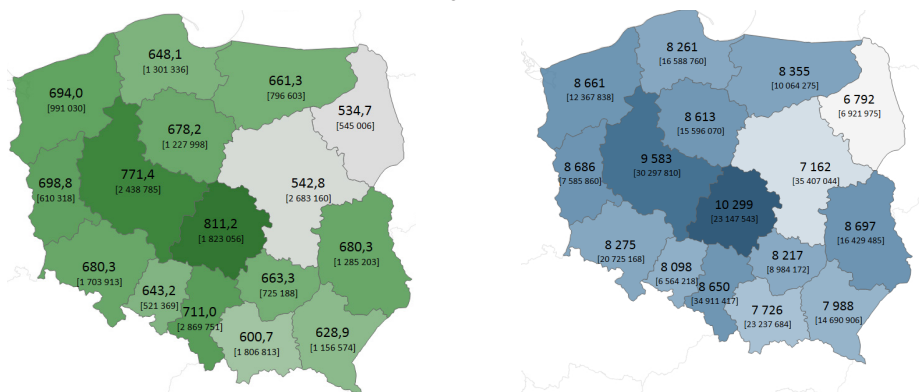 648,1
[1 301 336]
661,3
[796 603]
694,0
[991 030]
534,7
[545 006]
678,2
[1 227 998]
771,4
[2 438 785]
698,8
[610 318]
542,8
[2 683 160]
811,2
[1 823 056]
680,3
[1 285 203]
680,3
[1 703 913]
643,2
[521 369]
663,3
[725 188]
711,0
[2 869 751]
600,7
[1 806 813]
628,9
[1 156 574]
8 261
[16 588 760]
8 355
[10 064 275]
8 661
[12 367 838]
6 792
[6 921 975]
8 613
[15 596 070]
9 583
[30 297 810]
8 686
[7 585 860]
7 162
[35 407 044]
10 299
[23 147 543]
8 697
[16 429 485]
8 275
[20 725 168]
8 098
[6 564 218]
8 217
[8 984 172]
8 650
[34 911 417]
7 726
[23 237 684]
7 988
[14 690 906]